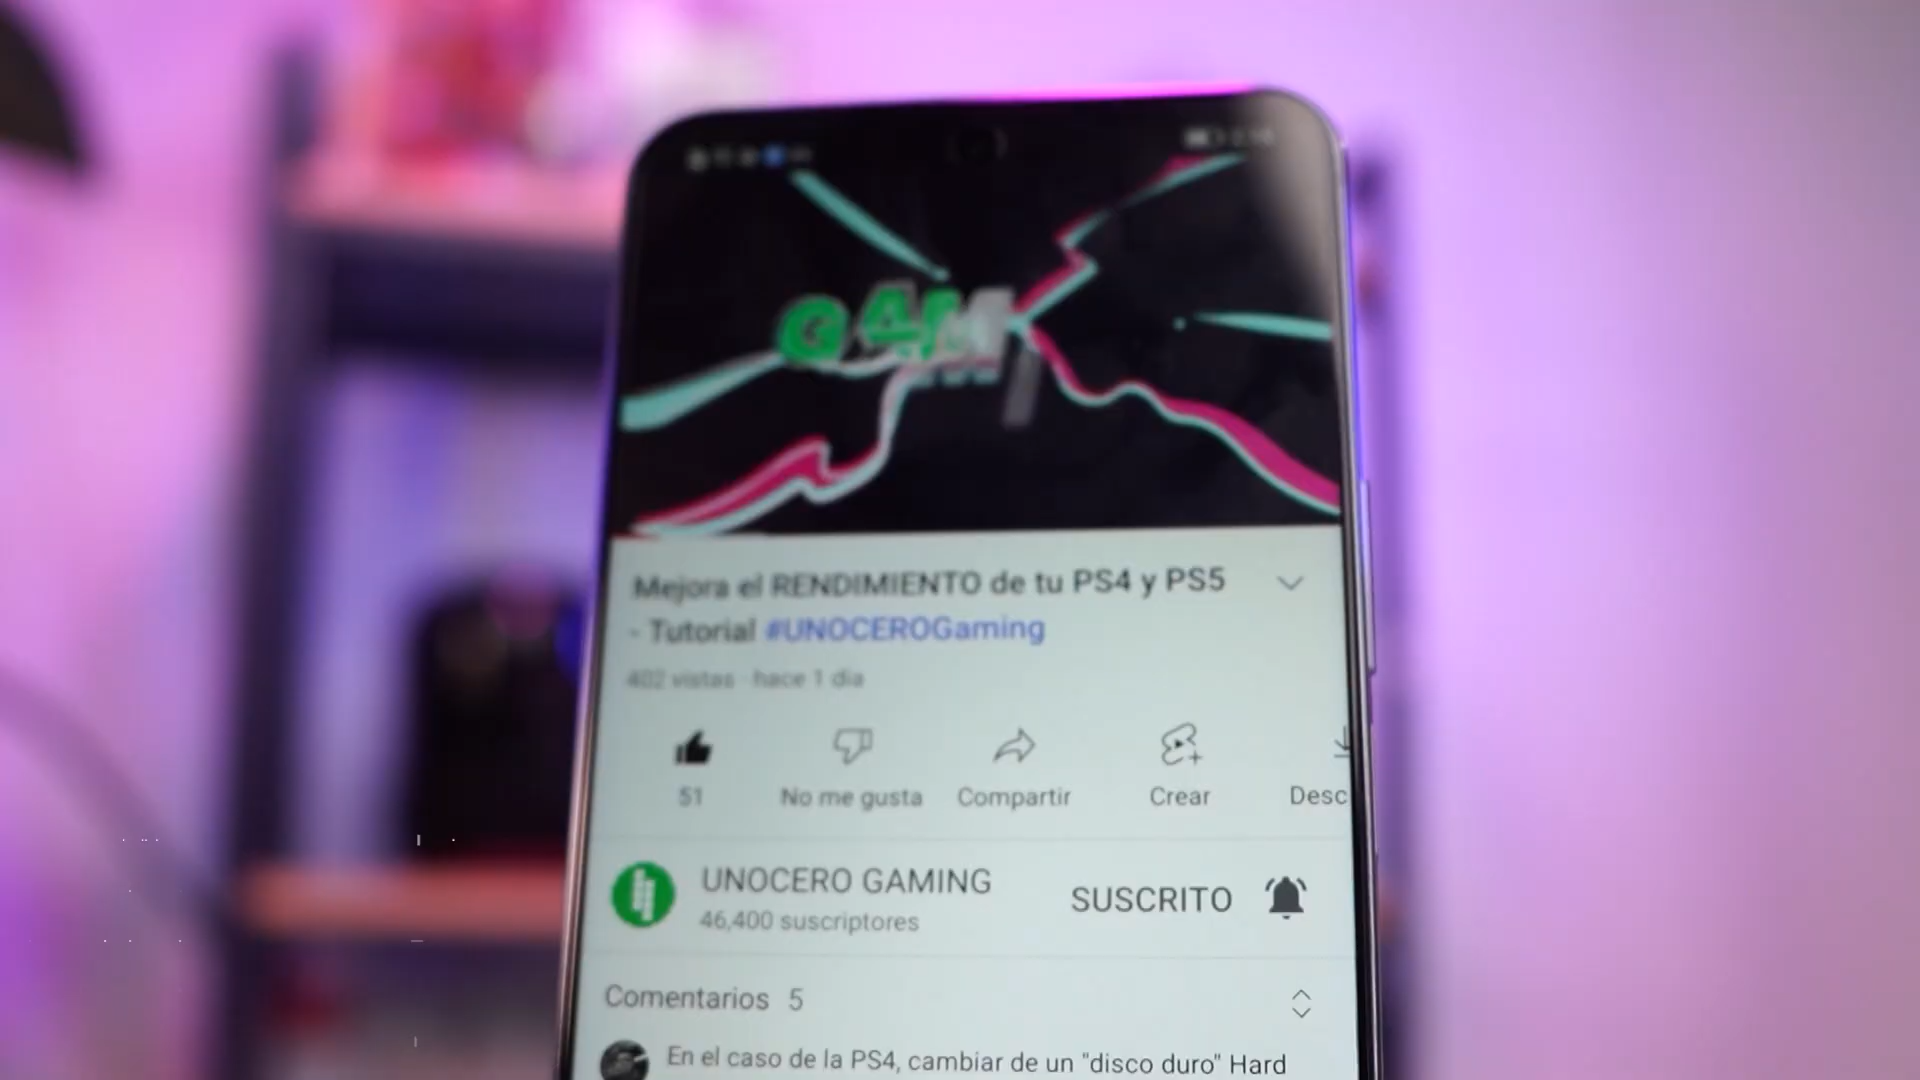 GAM
Mejora el RENDIMIENTO de tu PS4 y PS5
- Tutorial #UNOCEROGaming
402 vistas · hace 1 día
51
No me gusta
Compartir
Crear
Desc
UNOCERO GAMING
46,400 suscriptores
SUSCRITO
Comentarios 5
En el caso de la PS4, cambiar de un "disco duro" Hard